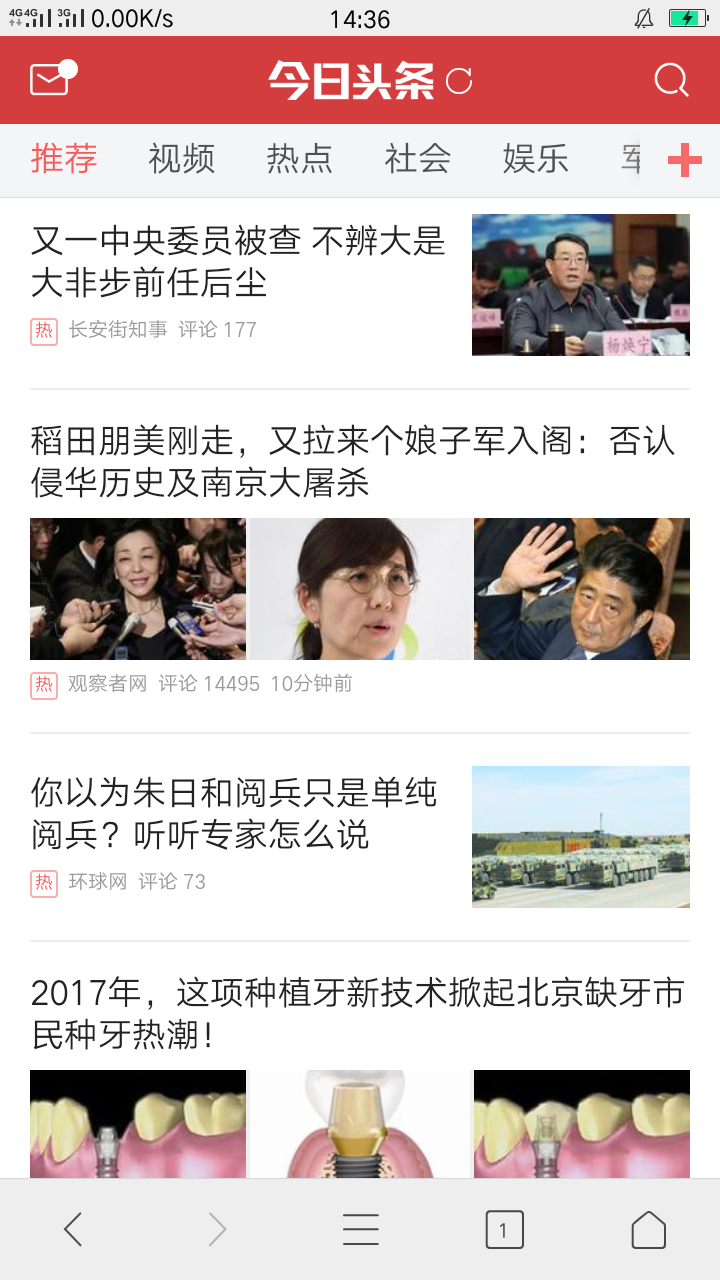 4G 4G 3G 0.00K/s 14:36
今日头条
推荐 视频 热点 社会 娱乐
又一中央委员被查 不辨大是
大非步前任后尘
热 长安街知事 评论 177
杨焕宁
稻田朋美刚走，又拉来个娘子军入阁：否认
侵华历史及南京大屠杀
热 观察者网 评论 14495 10分钟前
你以为朱日和阅兵只是单纯
阅兵？听听专家怎么说
热 环球网 评论 73
2017年，这项种植牙新技术掀起北京缺牙市
民种牙热潮！
1